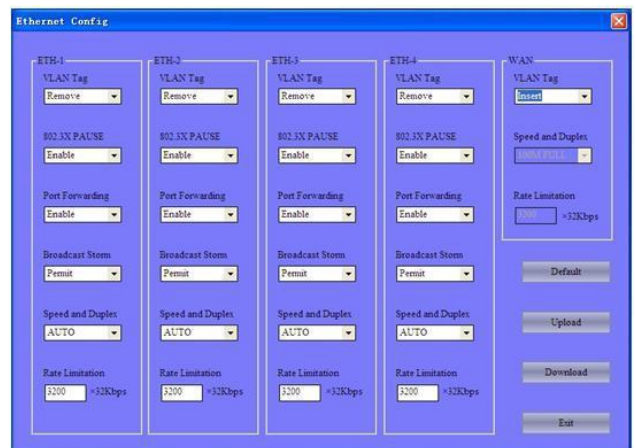 Ethernet Config
ETH-1 ETH-2 ETH-3 ETH-4 WAN
VLAN Tag VLAN Tag VLAN Tag VLAN Tag VLAN Tag
Remove Remove Remove Remove Insert
802.3X PAUSE 802.3X PAUSE 802.3X PAUSE 802.3X PAUSE Speed and Duplex
Enable Enable Enable Enable 100M FULL
Port Forwarding Port Forwarding Port Forwarding Port Forwarding Rate Limitation
Enable Enable Enable Enable 3200 ×32Kbps
Broadcast Storm Broadcast Storm Broadcast Storm Broadcast Storm
Permit Permit Permit Permit Default
Speed and Duplex Speed and Duplex Speed and Duplex Speed and Duplex
AUTO AUTO AUTO AUTO Upload
Rate Limitation Rate Limitation Rate Limitation Rate Limitation Download
3200 ×32Kbps 3200 ×32Kbps 3200 ×32Kbps 3200 ×32Kbps
Exit